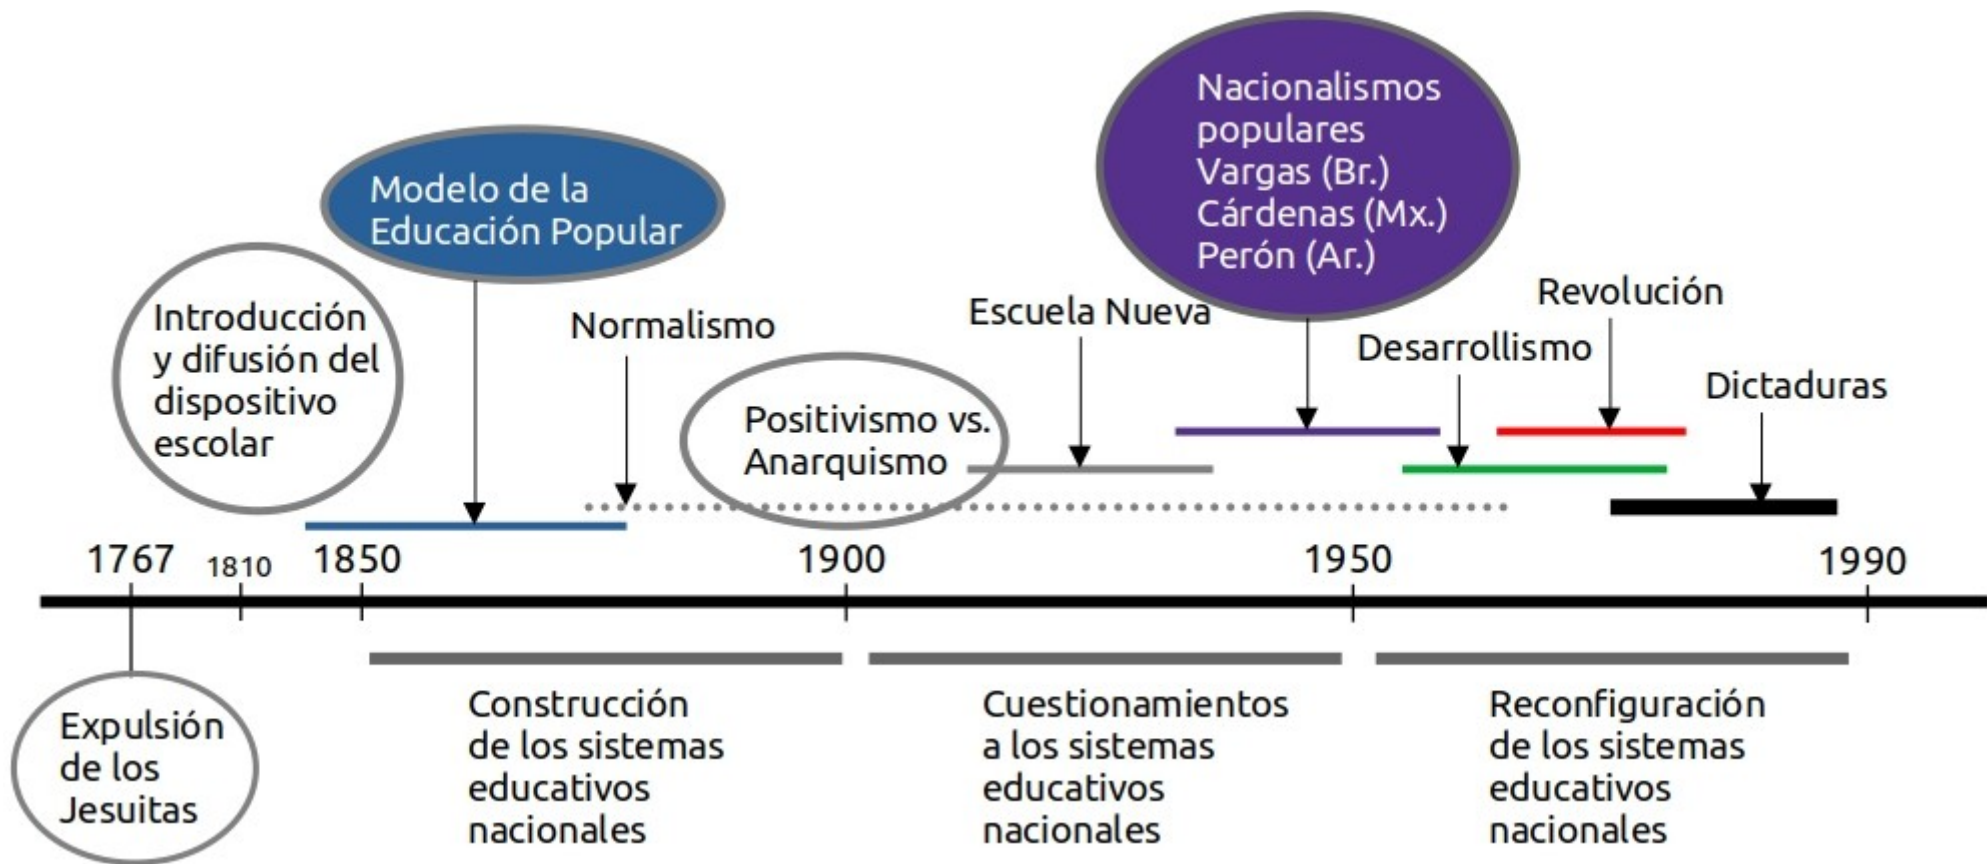 Nacionalismos
populares
Vargas (Br.)
Cárdenas (Mx.)
Perón (Ar.)
Modelo de la
Educación Popular
Introducción
y difusión del
dispositivo
escolar
Normalismo
Escuela Nueva
Revolución
Desarrollismo
Dictaduras
Positivismo vs.
Anarquismo
1767
1810
1850
1900
1950
1990
Expulsión
de los
Jesuitas
Construcción
de los sistemas
educativos
nacionales
Cuestionamientos
a los sistemas
educativos
nacionales
Reconfiguración
de los sistemas
educativos
nacionales